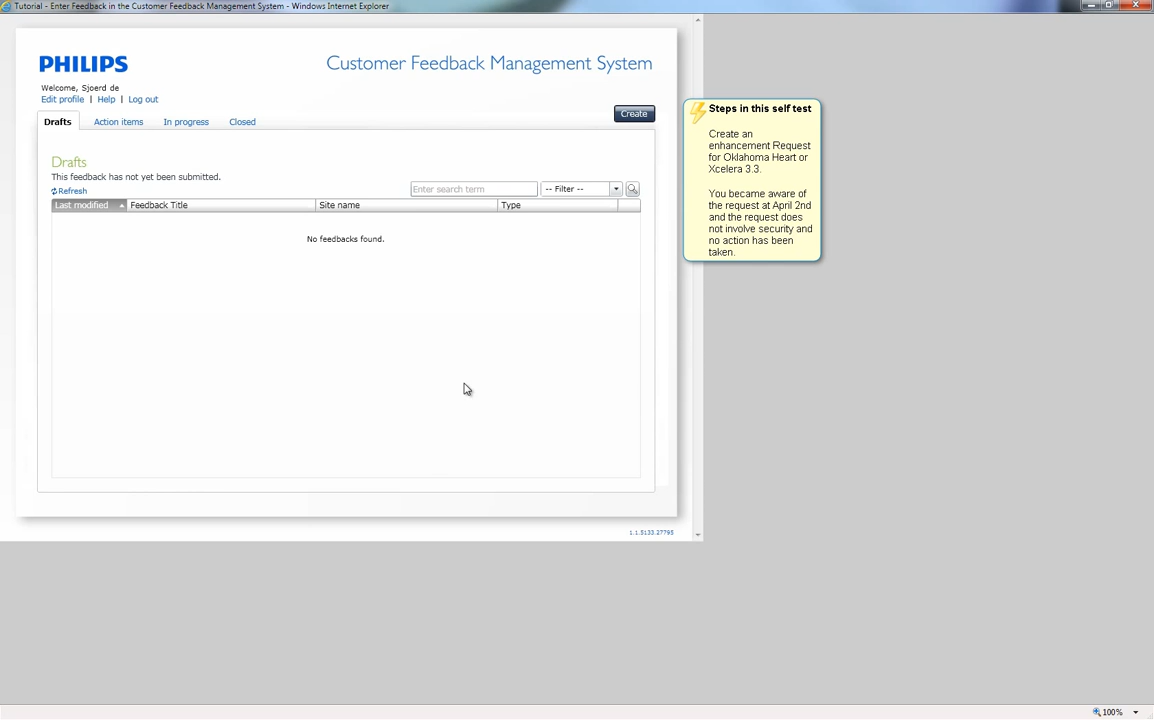 Tutorial - Enter Feedback in the Customer Feedback Management System - Windows Internet Explorer
PHILIPS
Customer Feedback Management System
Welcome, Sjoerd de
Edit profile | Help | Log out
Create
Drafts Action items In progress Closed
Drafts
This feedback has not yet been submitted.
Refresh
Enter search term
-- Filter --
Last modified Feedback Title Site name Type
No feedbacks found.
1.1.5133.27795
Steps in this self test
Create an
enhancement Request
for Oklahoma Heart or
Xcelera 3.3.
You became aware of
the request at April 2nd
and the request does
not involve security and
no action has been
taken.
100%